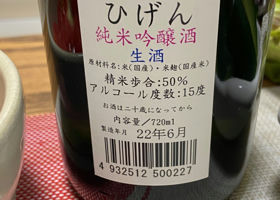 ひげん
純米吟醸酒
生酒
原材料名:米(国産)・米麹(国産米)
精米歩合:50%
アルコール度数:15度
お酒は二十歳になってから
内容量/720ml
製造年月 22年6月
4 932512 500227